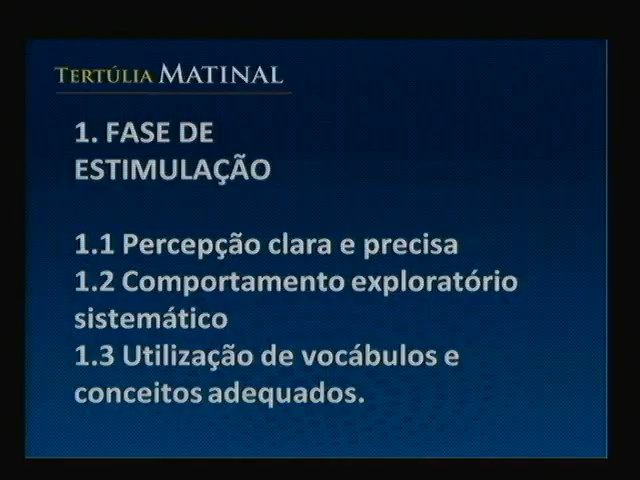 TERTÚLIA MATINAL
1. FASE DE
ESTIMULAÇÃO
1.1 Percepção clara e precisa
1.2 Comportamento exploratório
sistemático
1.3 Utilização de vocábulos e
conceitos adequados.